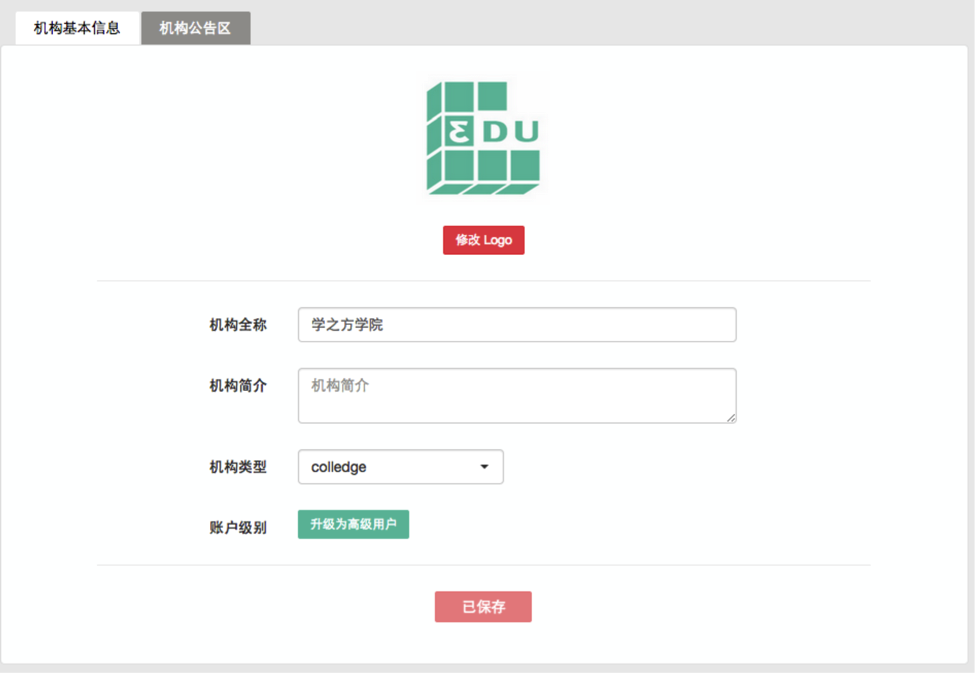 机构基本信息 机构公告区
ƐDU
修改 Logo
机构全称 学之方学院
机构简介 机构简介
机构类型 colledge
账户级别 升级为高级用户
已保存